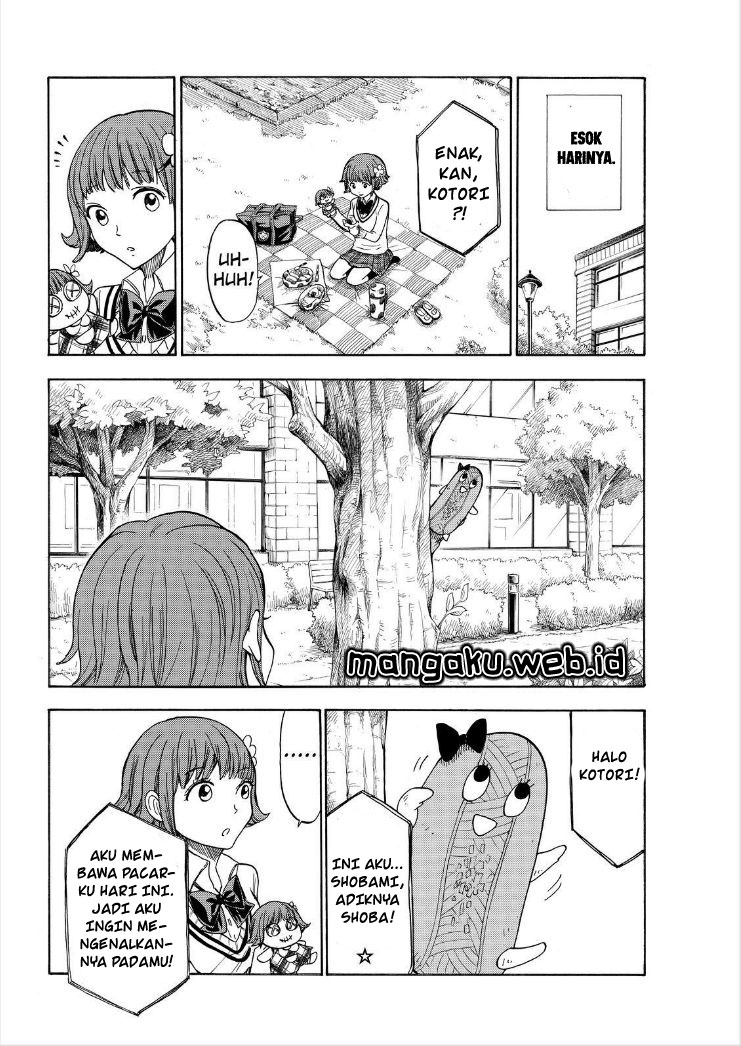 ESOK
HARINYA.
ENAK,
KAN,
KOTORI
?!
UH-
HUH!
mangaku.web.id
HALO
KOTORI!
INI AKU...
SHOBAMI,
ADIKNYA
SHOBA!
☆
......
AKU MEM-
BAWA PACAR-
KU HARI INI.
JADI AKU
INGIN ME-
NGENALKAN-
NYA PADAMU!